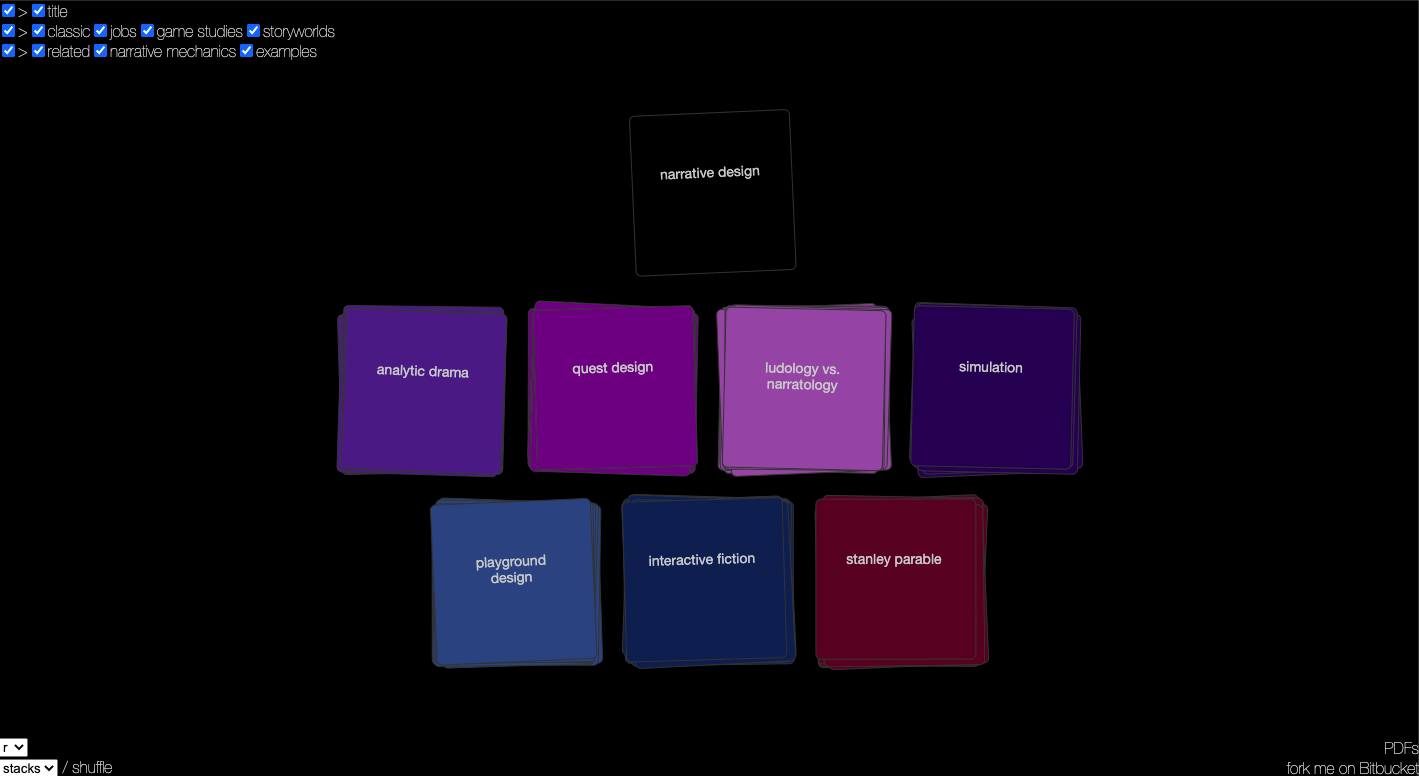 > title
> classic jobs game studies storyworlds
> related narrative mechanics examples
narrative design
analytic drama
quest design
ludology vs.
narratology
simulation
playground
design
interactive fiction
stanley parable
r
stacks / shuffle
PDFs
fork me on Bitbucket